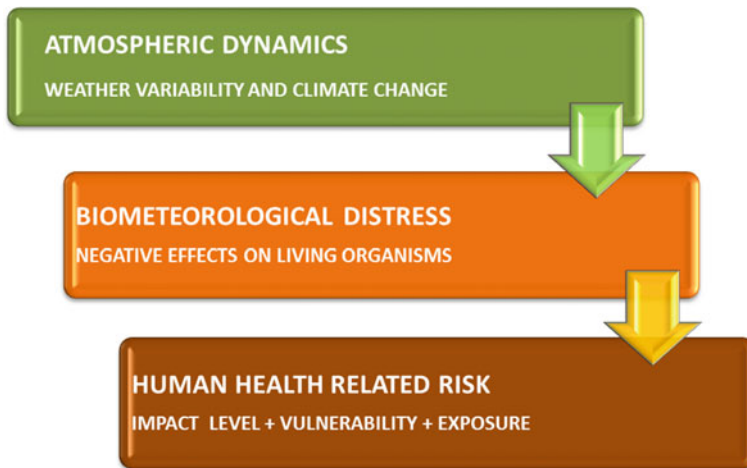 ATMOSPHERIC DYNAMICS
WEATHER VARIABILITY AND CLIMATE CHANGE
BIOMETEOROLOGICAL DISTRESS
NEGATIVE EFFECTS ON LIVING ORGANISMS
HUMAN HEALTH RELATED RISK
IMPACT LEVEL + VULNERABILITY + EXPOSURE